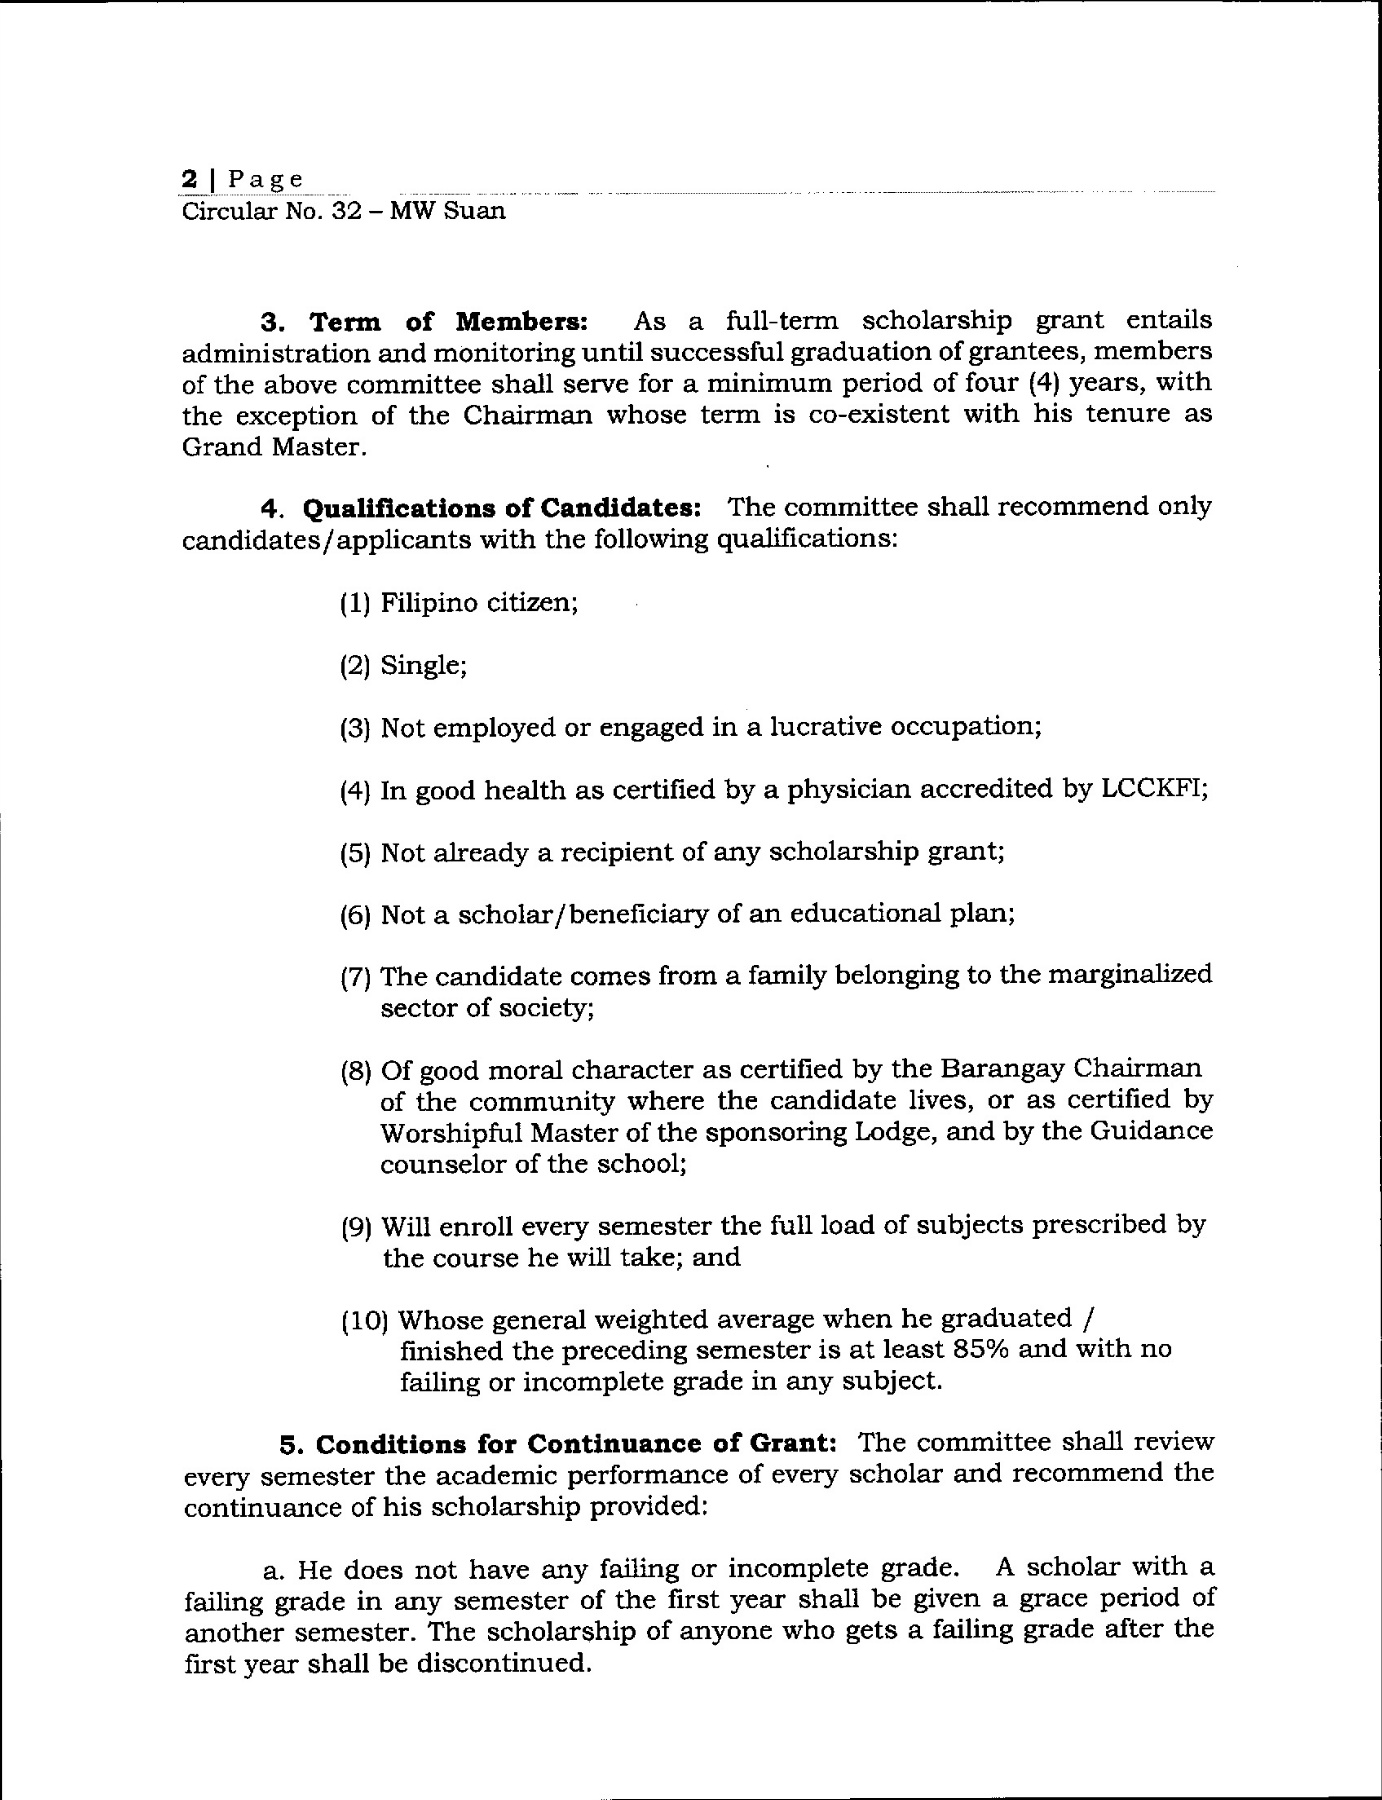 2 | Page
Circular No. 32 – MW Suan
3. Term of Members: As a full-term scholarship grant entails
administration and monitoring until successful graduation of grantees, members
of the above committee shall serve for a minimum period of four (4) years, with
the exception of the Chairman whose term is co-existent with his tenure as
Grand Master.
4. Qualifications of Candidates: The committee shall recommend only
candidates/applicants with the following qualifications:
(1) Filipino citizen;
(2) Single;
(3) Not employed or engaged in a lucrative occupation;
(4) In good health as certified by a physician accredited by LCCKFI;
(5) Not already a recipient of any scholarship grant;
(6) Not a scholar/beneficiary of an educational plan;
(7) The candidate comes from a family belonging to the marginalized
sector of society;
(8) Of good moral character as certified by the Barangay Chairman
of the community where the candidate lives, or as certified by
Worshipful Master of the sponsoring Lodge, and by the Guidance
counselor of the school;
(9) Will enroll every semester the full load of subjects prescribed by
the course he will take; and
(10) Whose general weighted average when he graduated /
finished the preceding semester is at least 85% and with no
failing or incomplete grade in any subject.
5. Conditions for Continuance of Grant: The committee shall review
every semester the academic performance of every scholar and recommend the
continuance of his scholarship provided:
a. He does not have any failing or incomplete grade. A scholar with a
failing grade in any semester of the first year shall be given a grace period of
another semester. The scholarship of anyone who gets a failing grade after the
first year shall be discontinued.